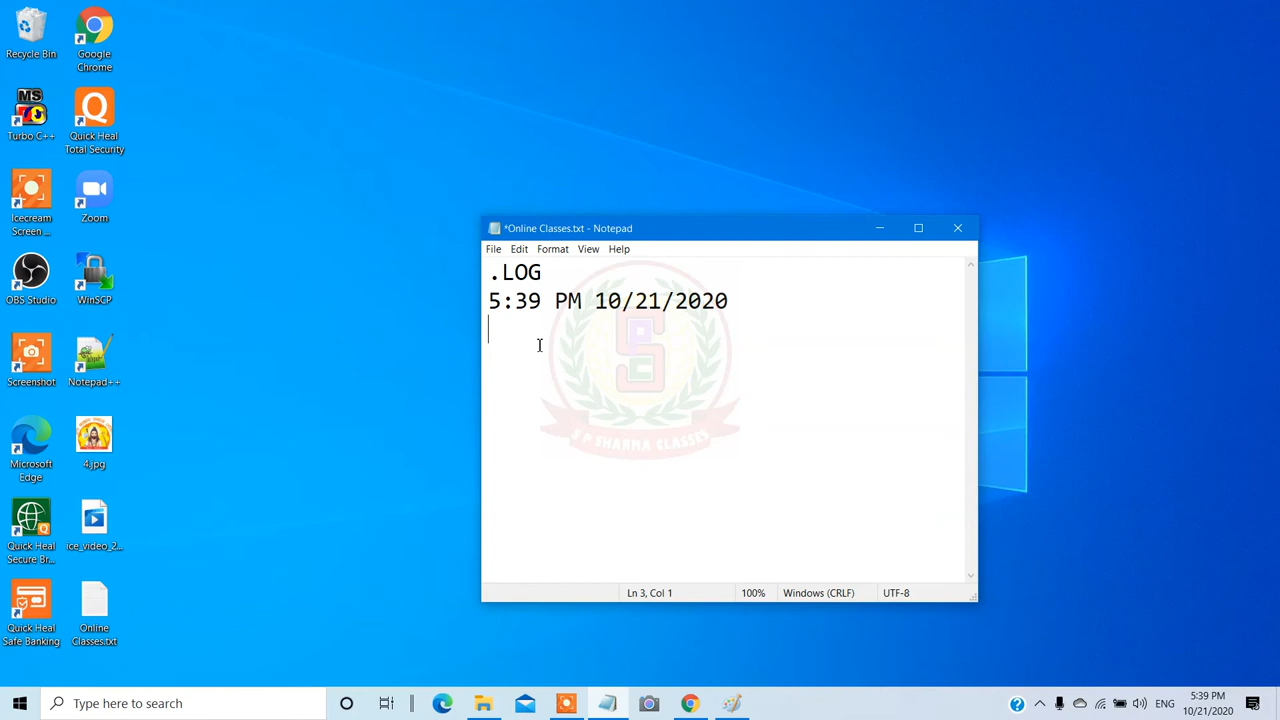 Recycle Bin
Google
Chrome
MS
Turbo C++
Quick Heal
Total Security
Icecream
Screen ...
Zoom
OBS Studio
WinSCP
Screenshot
Notepad++
Microsoft
Edge
4.jpg
Quick Heal
Secure Br...
ice_video_2...
Quick Heal
Safe Banking
Online
Classes.txt
*Online Classes.txt - Notepad
File Edit Format View Help
.LOG
5:39 PM 10/21/2020
S P SHARMA CLASSES
Ln 3, Col 1
100%
Windows (CRLF)
UTF-8
Type here to search
ENG
5:39 PM
10/21/2020